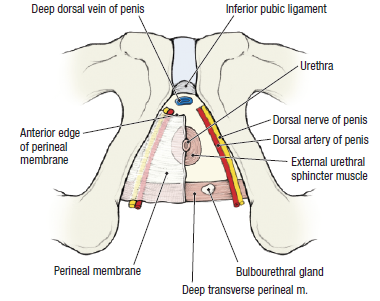 Deep dorsal vein of penis
Inferior pubic ligament
Urethra
Dorsal nerve of penis
Dorsal artery of penis
External urethral
sphincter muscle
Anterior edge
of perineal
membrane
Perineal membrane
Bulbourethral gland
Deep transverse perineal m.